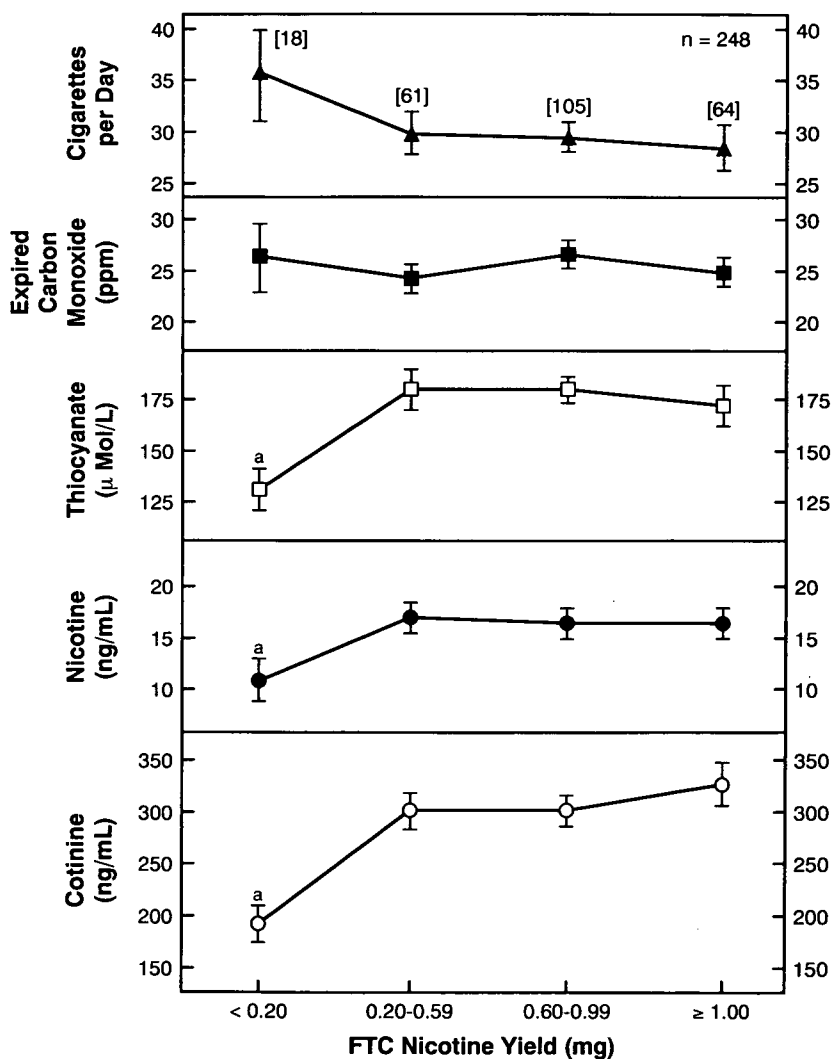 40
35
30
25
[18]
[61]
[105]
[64]
n = 248
40
35
30
25
Cigarettes
per Day
30
25
20
30
25
20
Expired
Carbon
Monoxide
(ppm)
175
150
125
a
175
150
125
Thiocyanate
(μ Mol/L)
20
15
10
a
20
15
10
Nicotine
(ng/mL)
350
300
250
200
150
a
350
300
250
200
150
Cotinine
(ng/mL)
< 0.20
0.20-0.59
0.60-0.99
≥ 1.00
FTC Nicotine Yield (mg)